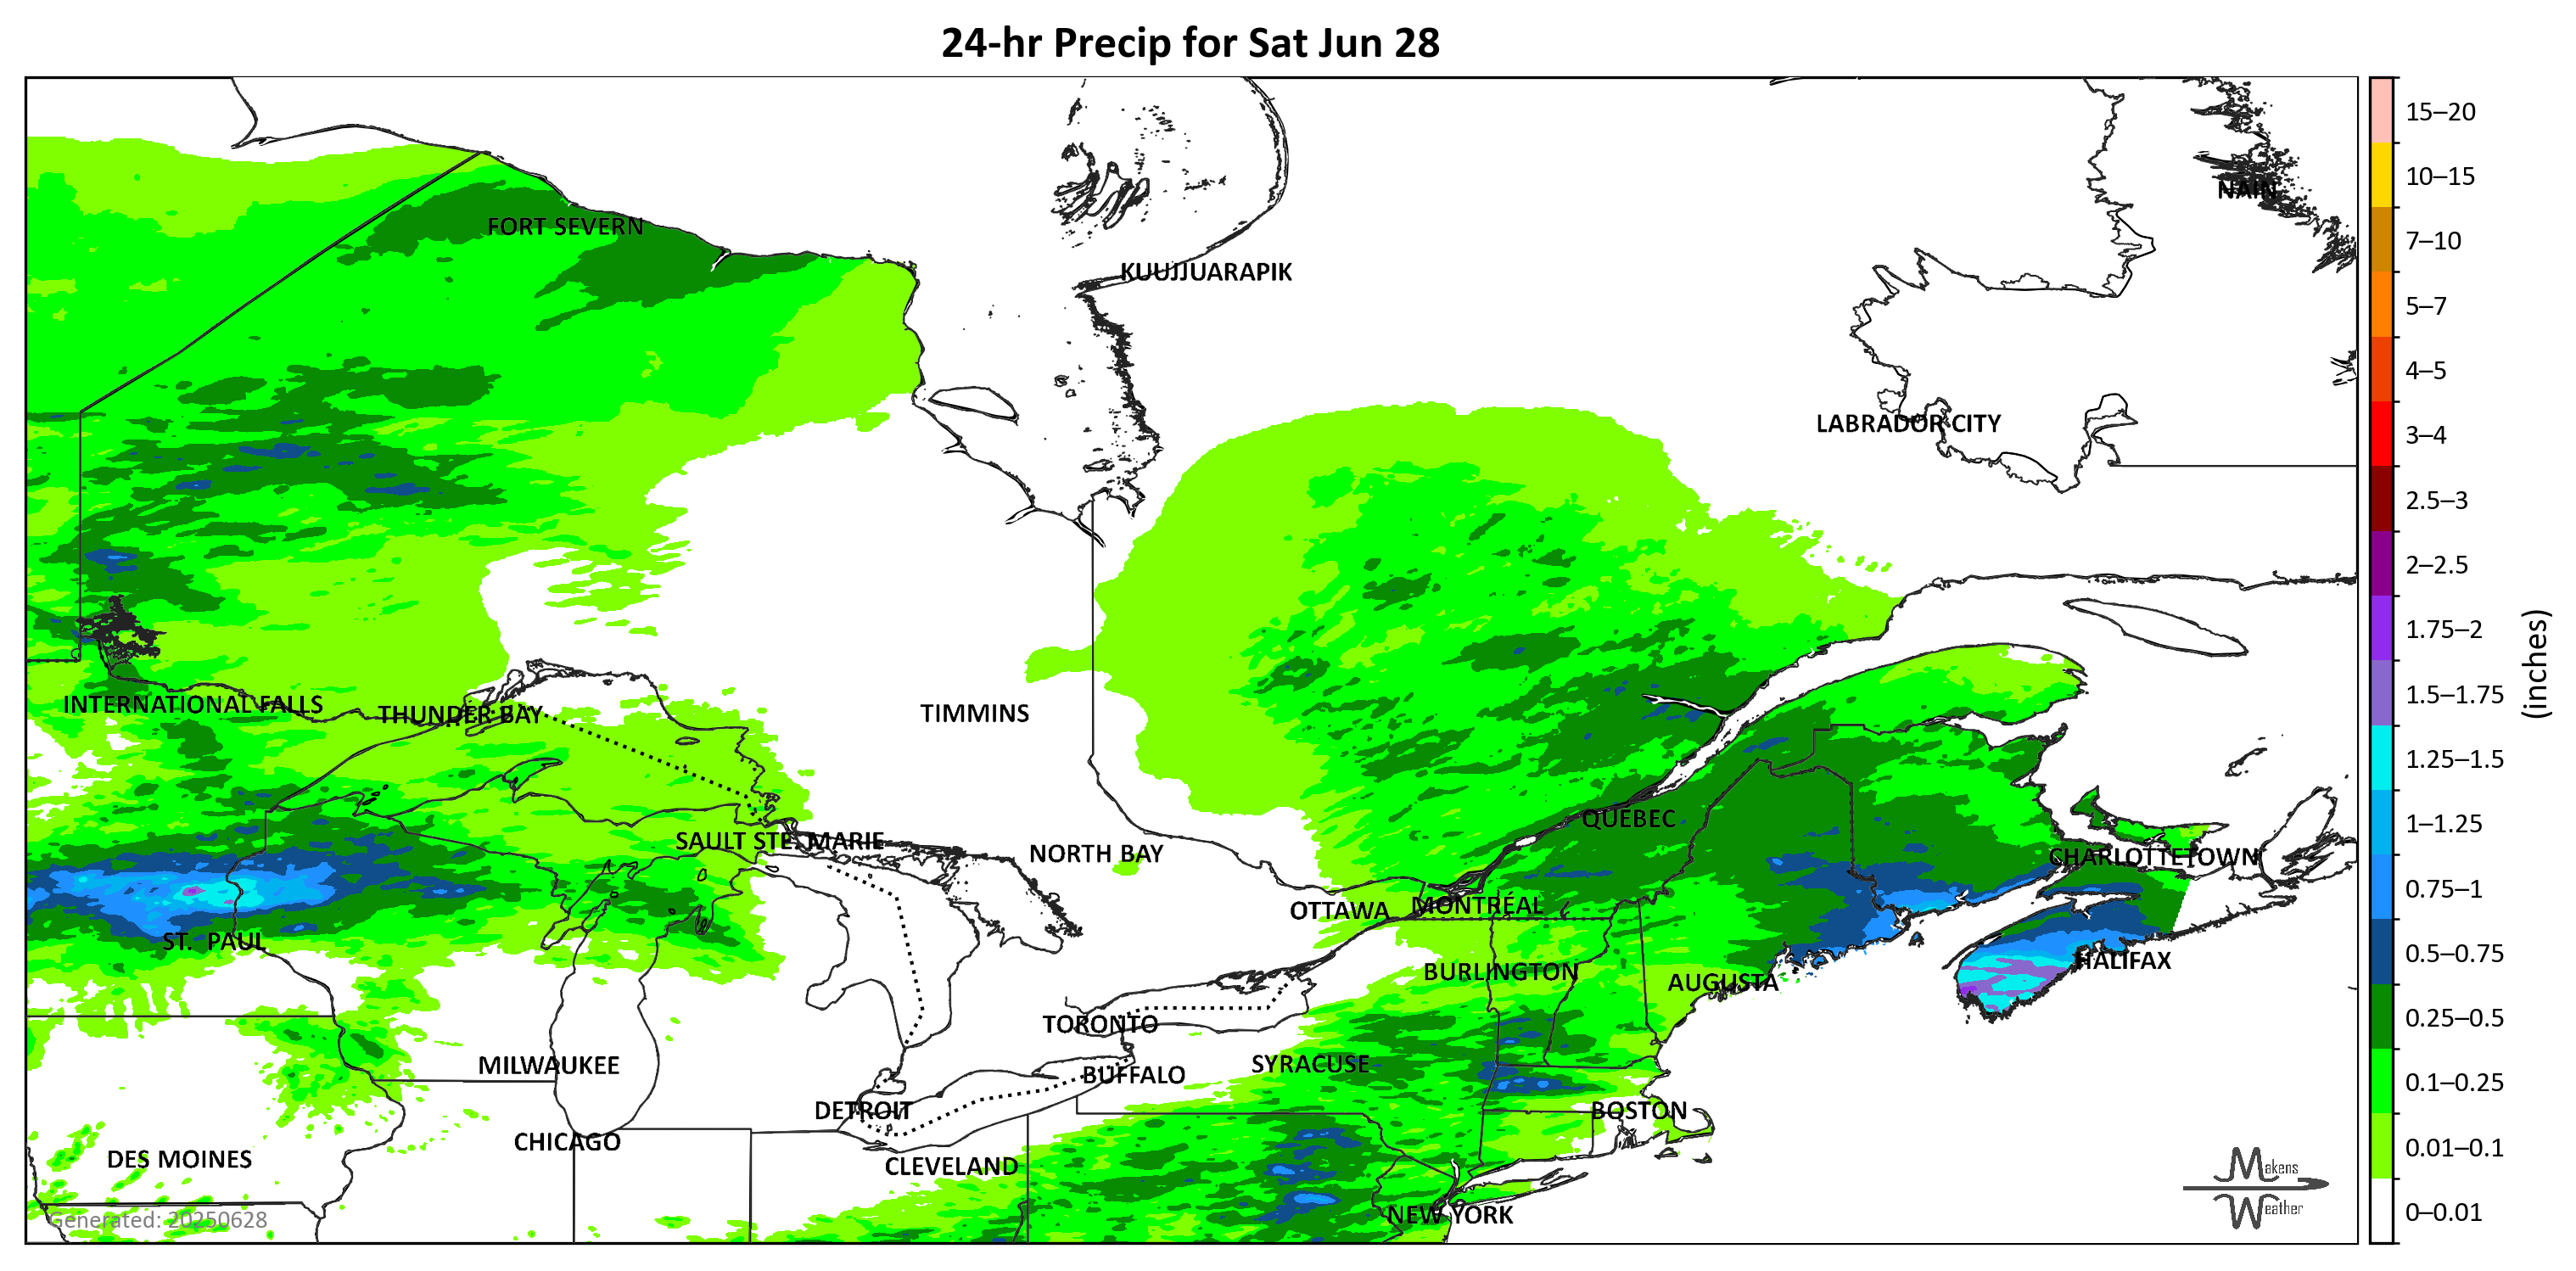 24-hr Precip for Sat Jun 28
NAIN
FORT SEVERN
KUUJJUARAPIK
LABRADOR CITY
INTERNATIONAL FALLS
THUNDER BAY
TIMMINS
QUEBEC
SAULT STE. MARIE
NORTH BAY
CHARLOTTETOWN
OTTAWA
MONTRÉAL
ST. PAUL
HALIFAX
BURLINGTON
AUGUSTA
TORONTO
MILWAUKEE
SYRACUSE
BUFFALO
DETROIT
BOSTON
CHICAGO
DES MOINES
CLEVELAND
NEW YORK
Generated: 20250628
Makens
Weather
15–20
10–15
7–10
5–7
4–5
3–4
2.5–3
2–2.5
1.75–2
1.5–1.75
1.25–1.5
1–1.25
0.75–1
0.5–0.75
0.25–0.5
0.1–0.25
0.01–0.1
0–0.01
(inches)